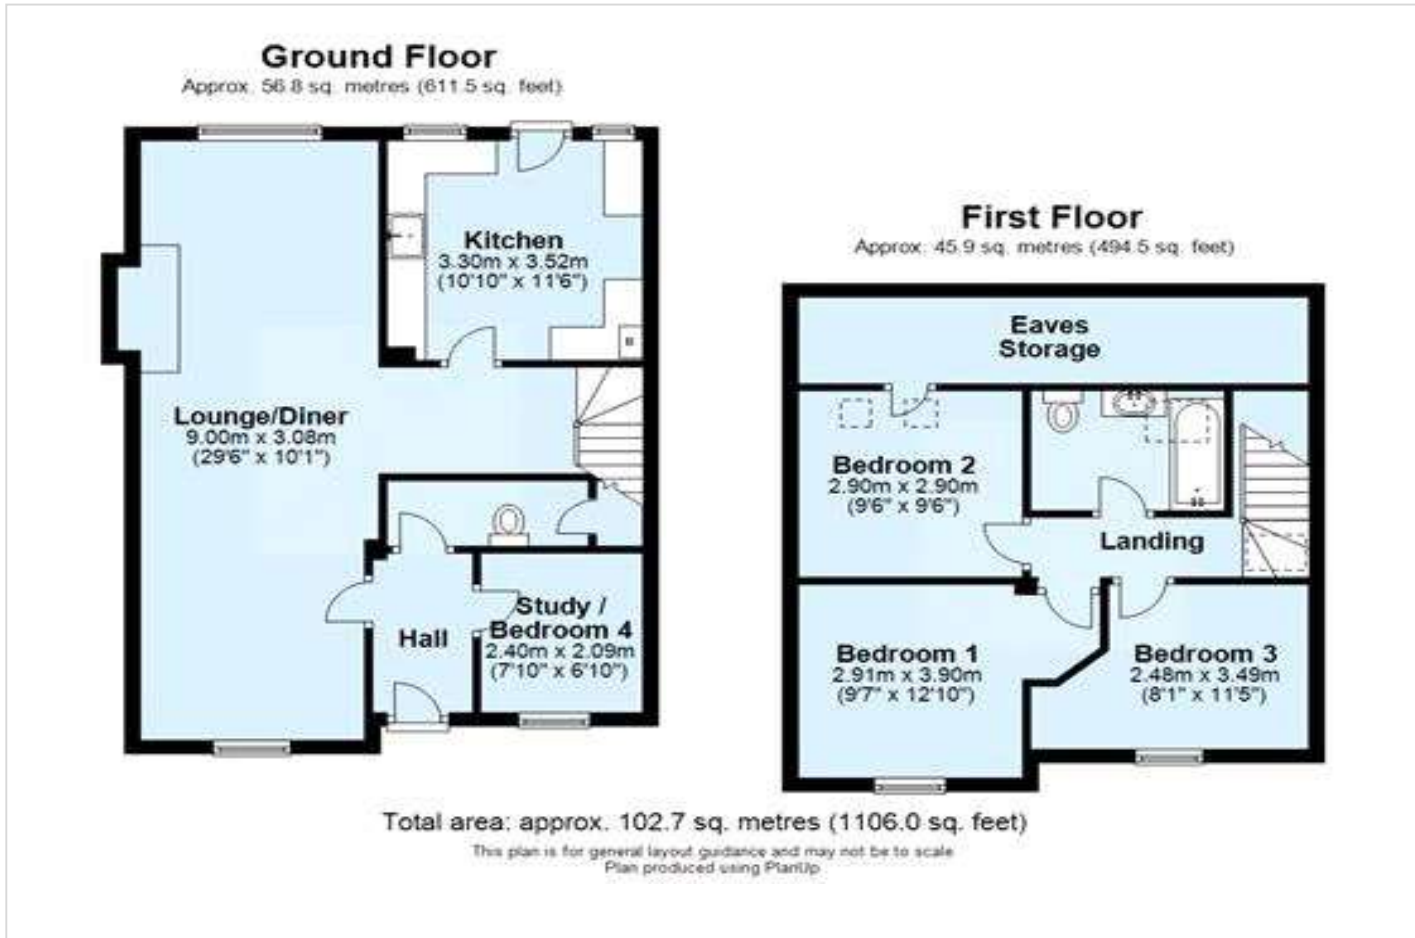 Ground Floor
Approx. 56.8 sq. metres (611.5 sq. feet)
Kitchen
3.30m x 3.52m
(10'10" x 11'6")
Lounge/Diner
9.00m x 3.08m
(29'6" x 10'1")
Study /
Bedroom 4
2.40m x 2.09m
(7'10" x 6'10")
Hall
First Floor
Approx: 45.9 sq. metres (494.5 sq. feet)
Eaves
Storage
Bedroom 2
2.90m x 2.90m
(9'6" x 9'6")
Landing
Bedroom 1
2.91m x 3.90m
(9'7" x 12'10")
Bedroom 3
2.48m x 3.49m
(8'1" x 11'5")
Total area: approx. 102.7 sq. metres (1106.0 sq. feet)
This plan is for general layout guidance and may not be to scale
Plan produced using PlanUp